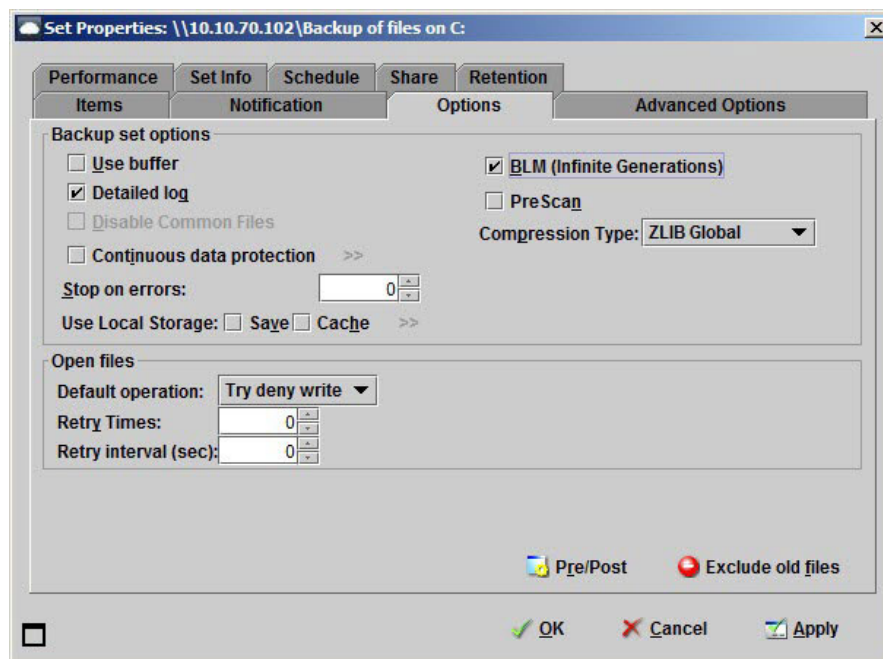 Set Properties: \\10.10.70.102\Backup of files on C:
Performance Set Info Schedule Share Retention
Items Notification Options Advanced Options
Backup set options
Use buffer
Detailed log
Disable Common Files
Continuous data protection >>
Stop on errors: 0
Use Local Storage: Save Cache >>
BLM (Infinite Generations)
PreScan
Compression Type: ZLIB Global
Open files
Default operation: Try deny write
Retry Times: 0
Retry interval (sec): 0
Pre/Post Exclude old files
OK Cancel Apply